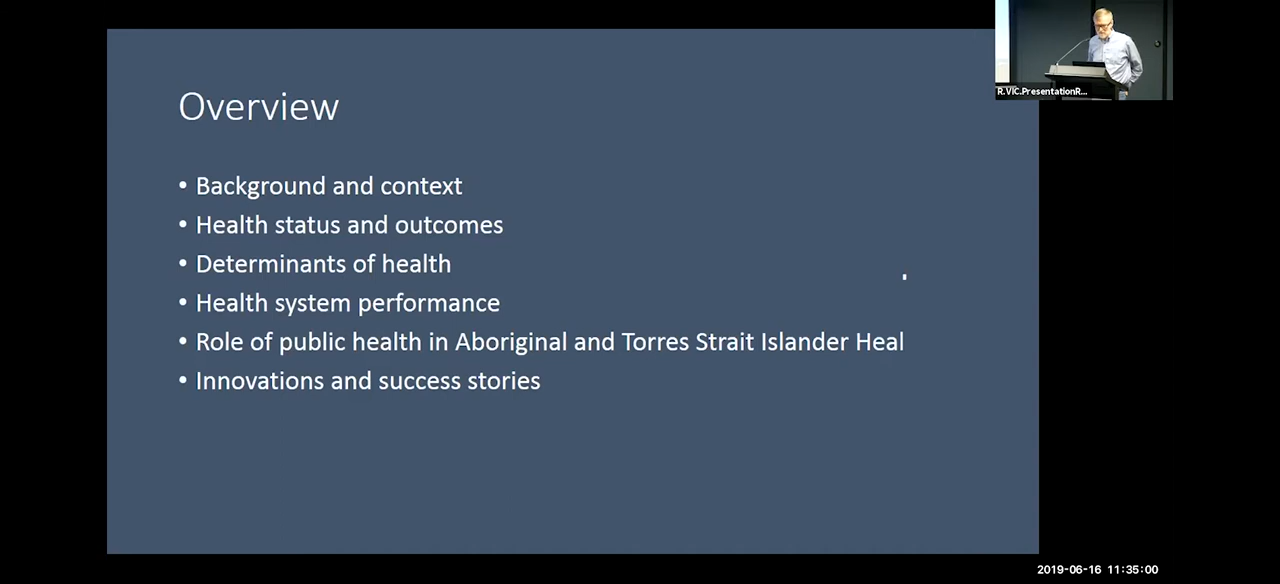 R.VIC.PresentationR...
Overview
• Background and context
• Health status and outcomes
• Determinants of health
• Health system performance
• Role of public health in Aboriginal and Torres Strait Islander Heal
• Innovations and success stories
2019-06-16 11:35:00